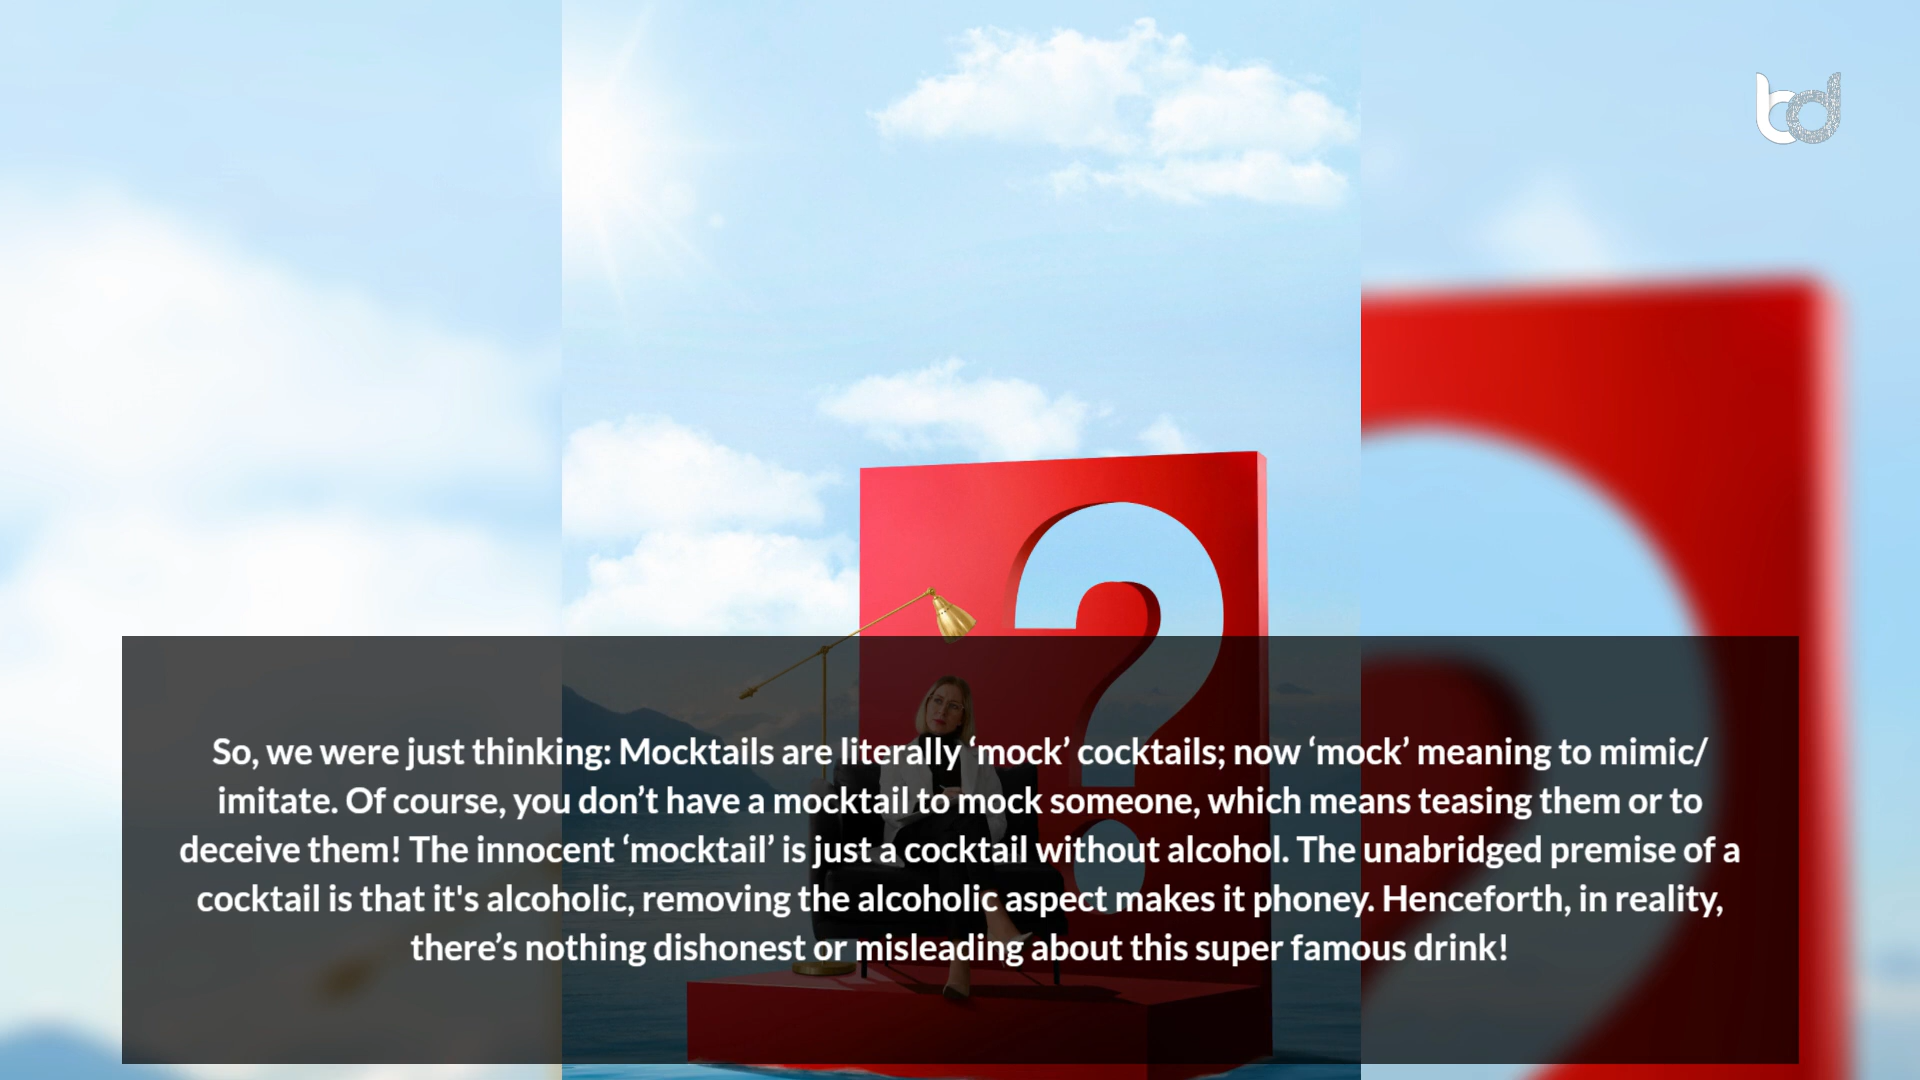 bd
So, we were just thinking: Mocktails are literally ‘mock’ cocktails; now ‘mock’ meaning to mimic/
imitate. Of course, you don’t have a mocktail to mock someone, which means teasing them or to
deceive them! The innocent ‘mocktail’ is just a cocktail without alcohol. The unabridged premise of a
cocktail is that it's alcoholic, removing the alcoholic aspect makes it phoney. Henceforth, in reality,
there’s nothing dishonest or misleading about this super famous drink!